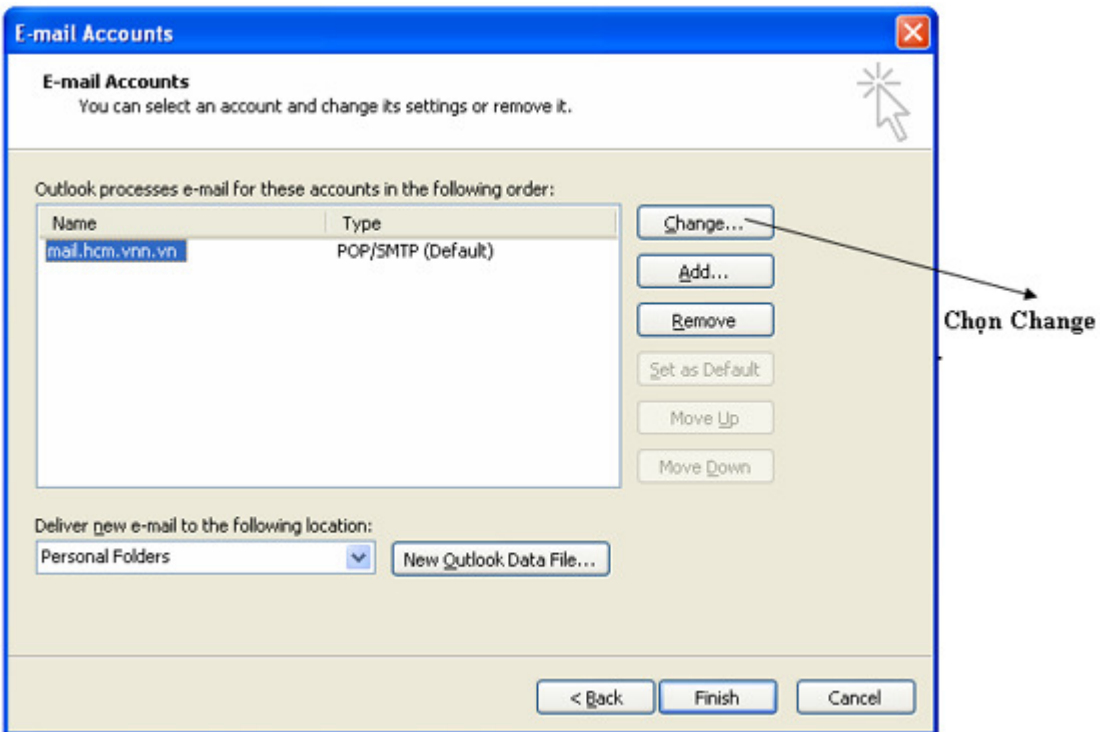 E-mail Accounts
E-mail Accounts
You can select an account and change its settings or remove it.
Outlook processes e-mail for these accounts in the following order:
Name Type
mail.hcm.vnn.vn POP/SMTP (Default)
Change...
Add...
Remove
Set as Default
Move Up
Move Down
Chọn Change
Deliver new e-mail to the following location:
Personal Folders
New Outlook Data File...
< Back Finish Cancel